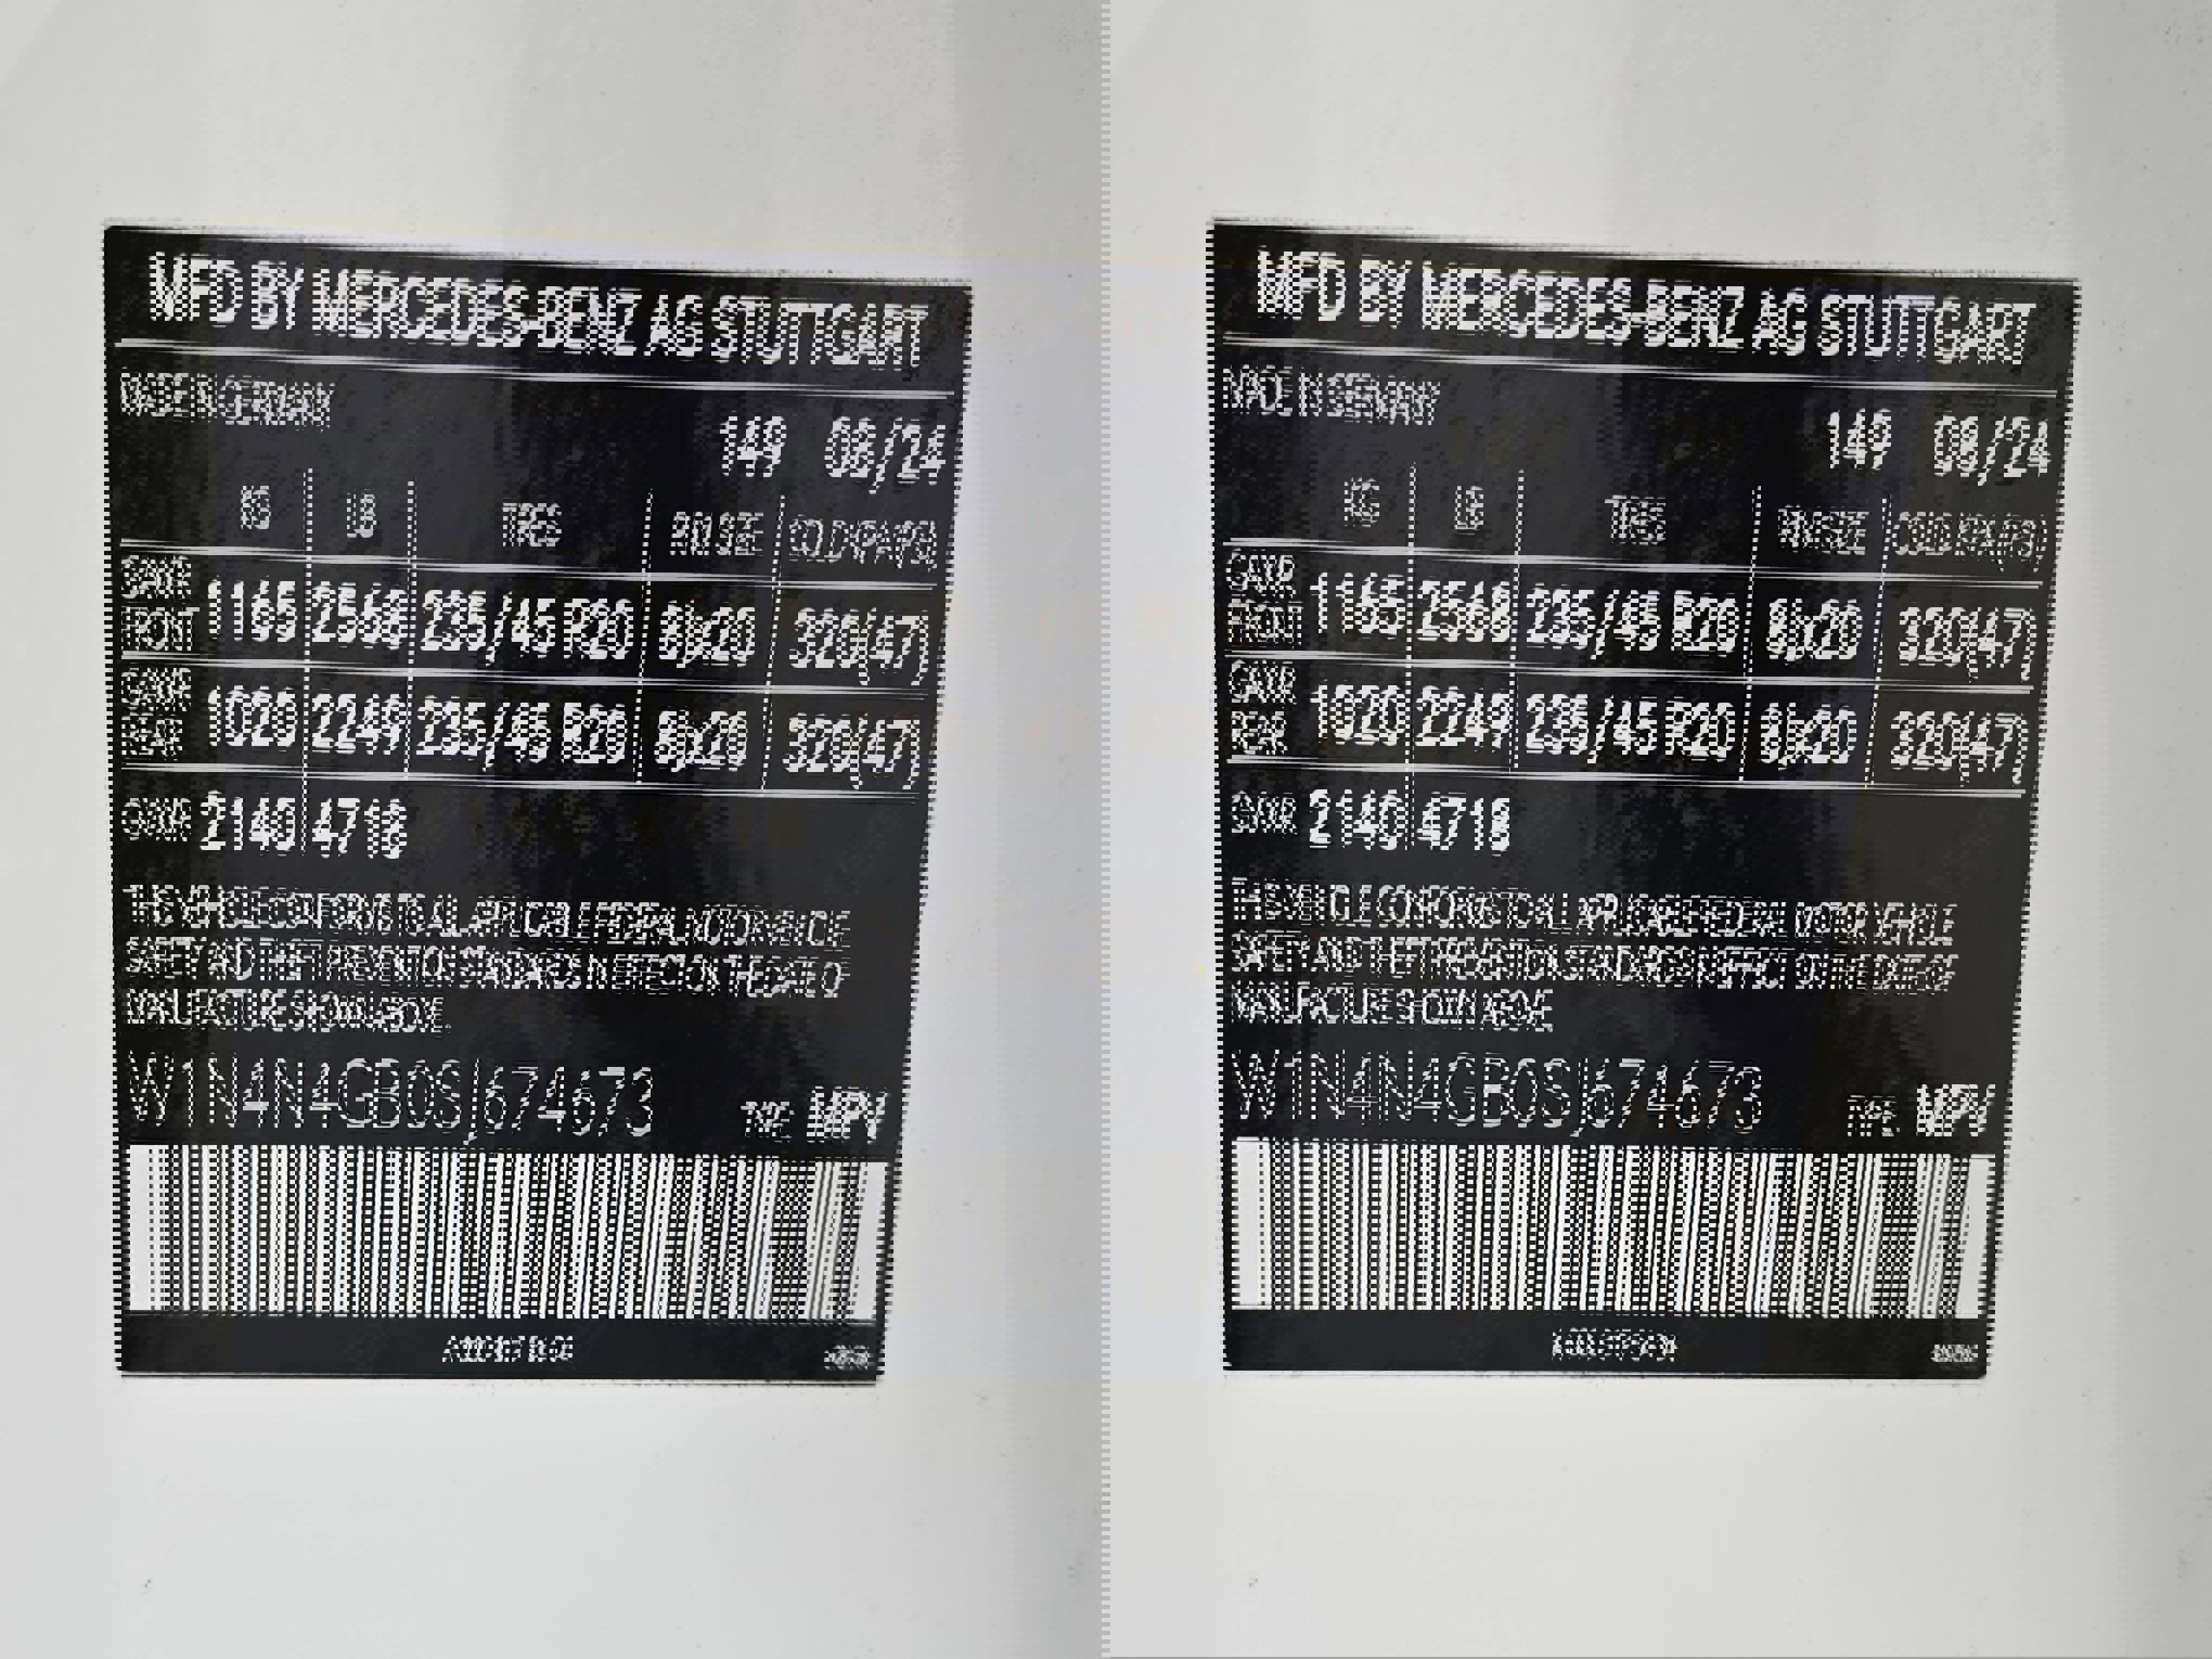 MFD BY MERCEDES-BENZ AG STUTTGART
MADE IN GERMANY
149 08/24
KG LB TIRES RIM SIZE COLD KPA(PSI)
GAWR FRONT 1165 2568 235/45 R20 8Jx20 320(47)
GAWR REAR 1020 2249 235/45 R20 8Jx20 320(47)
GVWR 2140 4718
THIS VEHICLE CONFORMS TO ALL APPLICABLE FEDERAL MOTOR VEHICLE
SAFETY AND THEFT PREVENTION STANDARDS IN EFFECT ON THE DATE OF
MANUFACTURE SHOWN ABOVE.
W1N4N4GB0SJ674673 TYPE: MPV
MFD BY MERCEDES-BENZ AG STUTTGART
MADE IN GERMANY
149 08/24
KG LB TIRES RIM SIZE COLD KPA(PSI)
GAWR FRONT 1165 2568 235/45 R20 8Jx20 320(47)
GAWR REAR 1020 2249 235/45 R20 8Jx20 320(47)
GVWR 2140 4718
THIS VEHICLE CONFORMS TO ALL APPLICABLE FEDERAL MOTOR VEHICLE
SAFETY AND THEFT PREVENTION STANDARDS IN EFFECT ON THE DATE OF
MANUFACTURE SHOWN ABOVE.
W1N4N4GB0SJ674673 TYPE: MPV